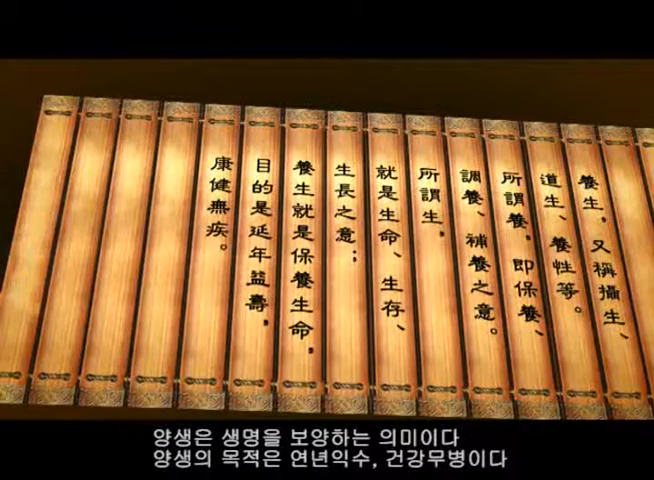 養生，又稱攝生、
道生、養性等。
所謂養，即保養、
調養、補養之意。
所謂生，
就是生命、生存、
生長之意；
養生就是保養生命，
目的是延年益壽，
康健無疾。
양생은 생명을 보양하는 의미이다
양생의 목적은 연년익수, 건강무병이다